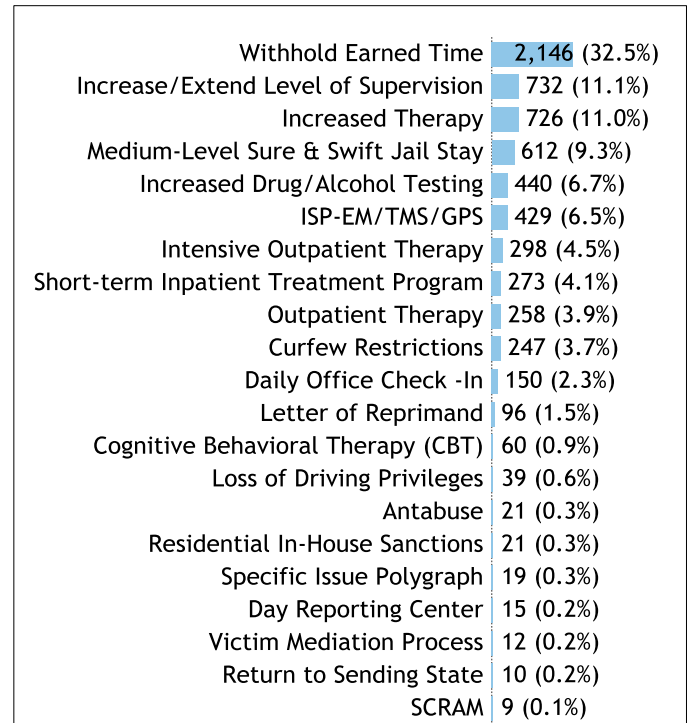 Withhold Earned Time 2,146 (32.5%)
Increase/Extend Level of Supervision 732 (11.1%)
Increased Therapy 726 (11.0%)
Medium-Level Sure & Swift Jail Stay 612 (9.3%)
Increased Drug/Alcohol Testing 440 (6.7%)
ISP-EM/TMS/GPS 429 (6.5%)
Intensive Outpatient Therapy 298 (4.5%)
Short-term Inpatient Treatment Program 273 (4.1%)
Outpatient Therapy 258 (3.9%)
Curfew Restrictions 247 (3.7%)
Daily Office Check -In 150 (2.3%)
Letter of Reprimand 96 (1.5%)
Cognitive Behavioral Therapy (CBT) 60 (0.9%)
Loss of Driving Privileges 39 (0.6%)
Antabuse 21 (0.3%)
Residential In-House Sanctions 21 (0.3%)
Specific Issue Polygraph 19 (0.3%)
Day Reporting Center 15 (0.2%)
Victim Mediation Process 12 (0.2%)
Return to Sending State 10 (0.2%)
SCRAM 9 (0.1%)